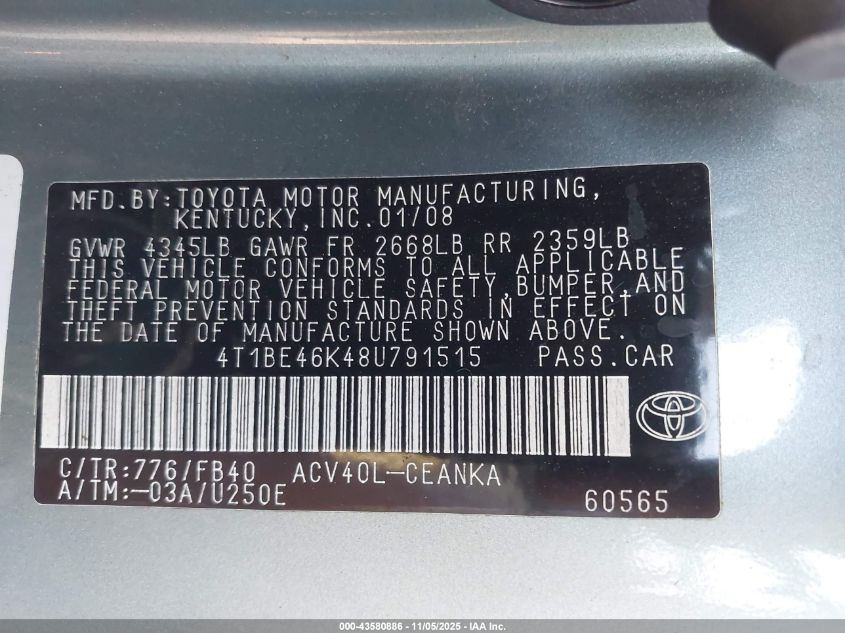 MFD. BY: TOYOTA MOTOR MANUFACTURING,
KENTUCKY, INC. 01/08
GVWR 4345LB GAWR FR 2668LB RR 2359LB
THIS VEHICLE CONFORMS TO ALL APPLICABLE
FEDERAL MOTOR VEHICLE SAFETY, BUMPER, AND
THEFT PREVENTION STANDARDS IN EFFECT ON
THE DATE OF MANUFACTURE SHOWN ABOVE.
4T1BE46K48U791515 PASS.CAR
C/TR:776/FB40 ACV40L-CEANKA
A/TM:-03A/U250E 60565
000-43580886 - 11/05/2025 - IAA Inc.